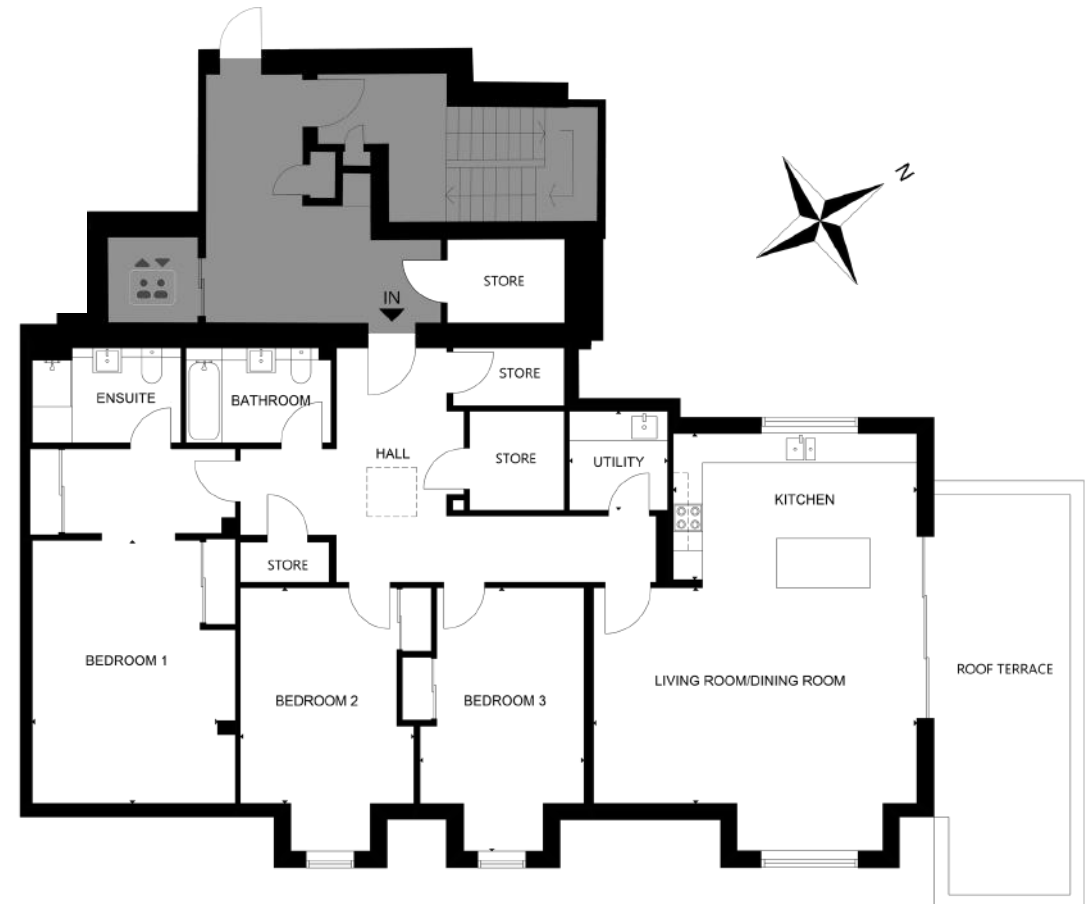 N
STORE
IN
STORE
ENSUITE
BATHROOM
HALL
STORE
UTILITY
KITCHEN
STORE
BEDROOM 1
ROOF TERRACE
LIVING ROOM/DINING ROOM
BEDROOM 2
BEDROOM 3